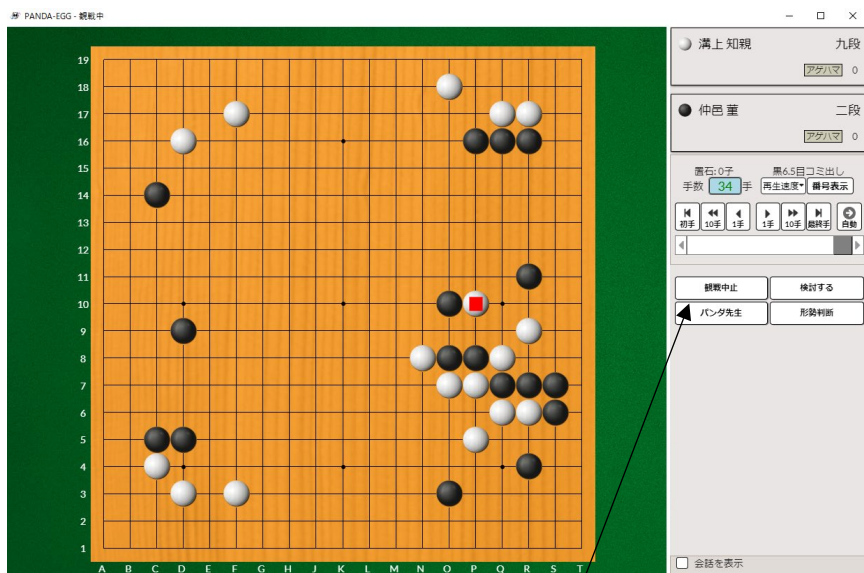 PANDA-EGG - 観戦中
溝上 知親 九段
アゲハマ 0
仲邑 菫 二段
アゲハマ 0
置石: 0子 黒6.5目コミ出し
手数 34 手 再生速度 番号表示
初手 10手 1手 1手 10手 最終手 自動
観戦中止 検討する
パンダ先生 形勢判断
会話を表示
19
18
17
16
15
14
13
12
11
10
9
8
7
6
5
4
3
2
1
A B C D E F G H J K L M N O P Q R S T